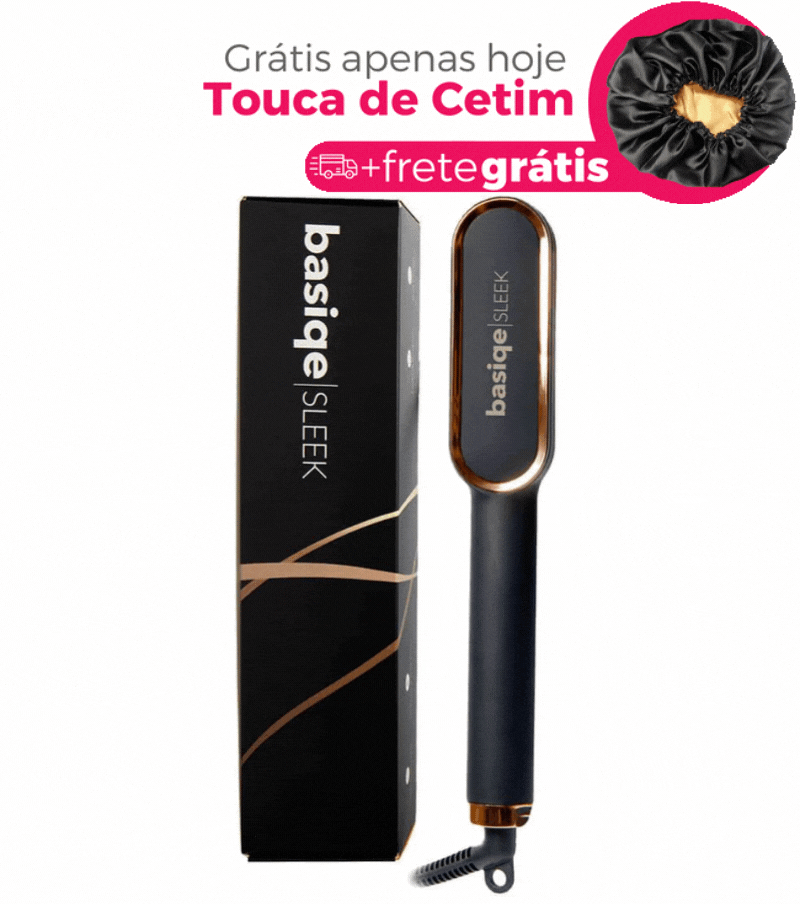 Grátis apenas hoje
Touca de Cetim
+fretegrátis
basiqe|SLEEK
basiqe|SLEEK